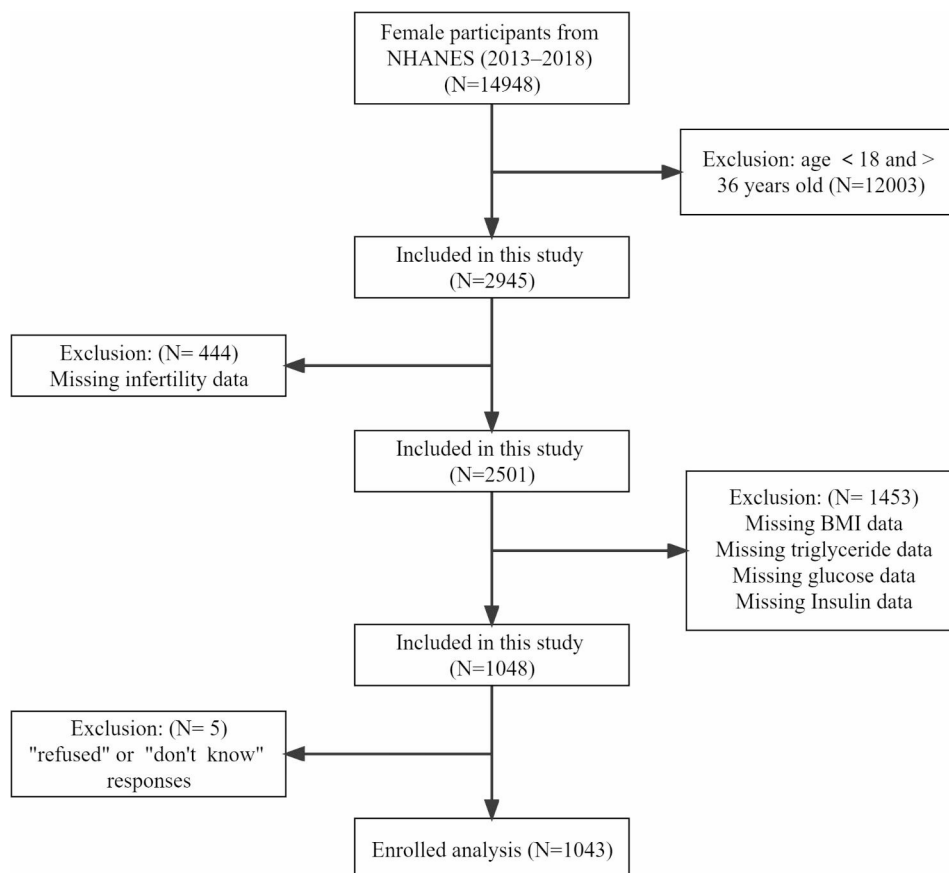 Female participants from
NHANES (2013–2018)
(N=14948)
Exclusion: age < 18 and >
36 years old (N=12003)
Included in this study
(N=2945)
Exclusion: (N= 444)
Missing infertility data
Included in this study
(N=2501)
Exclusion: (N= 1453)
Missing BMI data
Missing triglyceride data
Missing glucose data
Missing Insulin data
Included in this study
(N=1048)
Exclusion: (N= 5)
"refused" or "don't know"
responses
Enrolled analysis (N=1043)